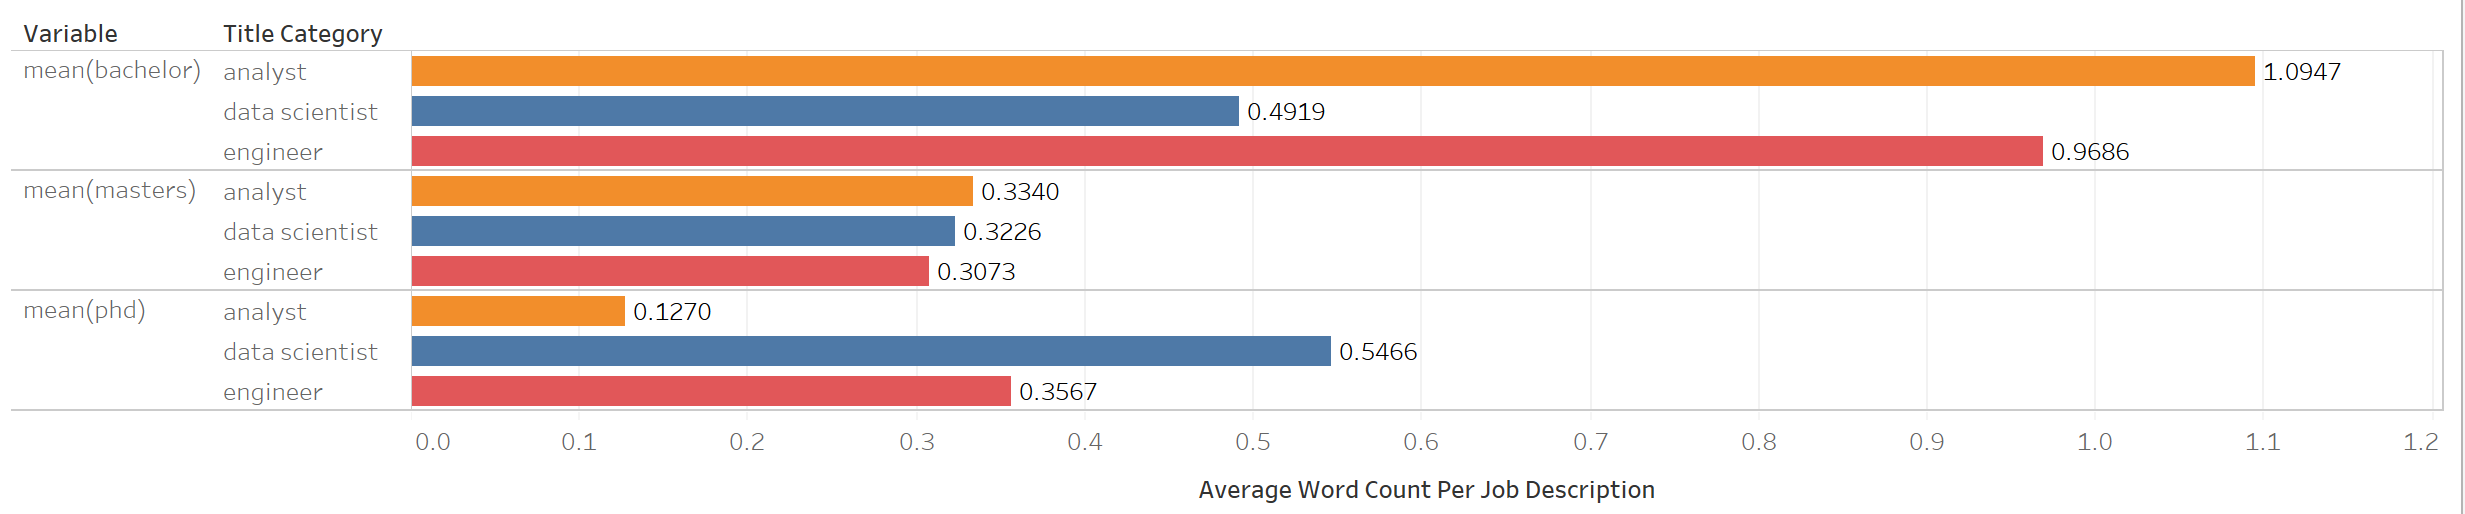 Variable Title Category
mean(bachelor) analyst 1.0947
data scientist 0.4919
engineer 0.9686
mean(masters) analyst 0.3340
data scientist 0.3226
engineer 0.3073
mean(phd) analyst 0.1270
data scientist 0.5466
engineer 0.3567
0.0 0.1 0.2 0.3 0.4 0.5 0.6 0.7 0.8 0.9 1.0 1.1 1.2
Average Word Count Per Job Description